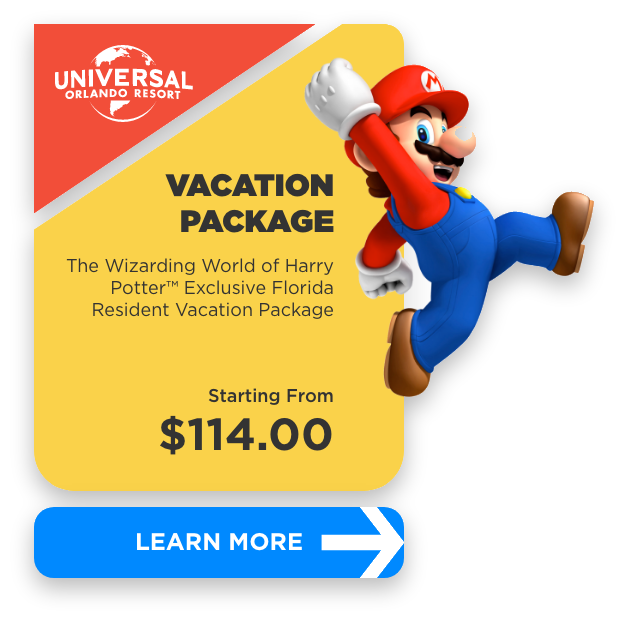 UNIVERSAL
ORLANDO RESORT
M
VACATION
PACKAGE
The Wizarding World of Harry
Potter™ Exclusive Florida
Resident Vacation Package
Starting From
$114.00
LEARN MORE